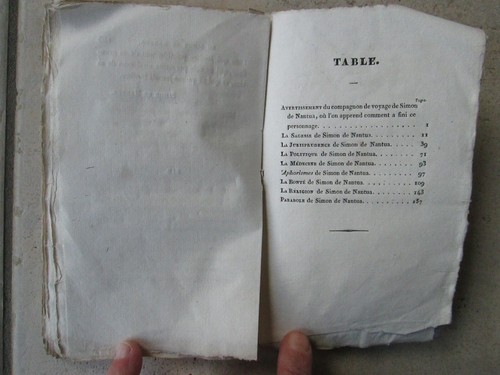 TABLE.
Pages.
AVERTISSEMENT du compagnon de voyage de Simon
de NANTUA, où l'on apprend comment a fini ce
personnage. . . . . . . . . . . . . . . . 1
LA SAGESSE de Simon de Nantua. . . . . . . 11
LA JURISPRUDENCE de Simon de Nantua. . . . . 39
LA POLITIQUE de Simon de Nantua. . . . . . 71
LA MÉDECINE de Simon de Nantua. . . . . . 93
Aphorismes de Simon de Nantua. . . . . . . 97
LA BONTÉ de Simon de Nantua. . . . . . . . 109
LA RELIGION de Simon de Nantua. . . . . . 148
PARABOLE de Simon de Nantua. . . . . . . . 187